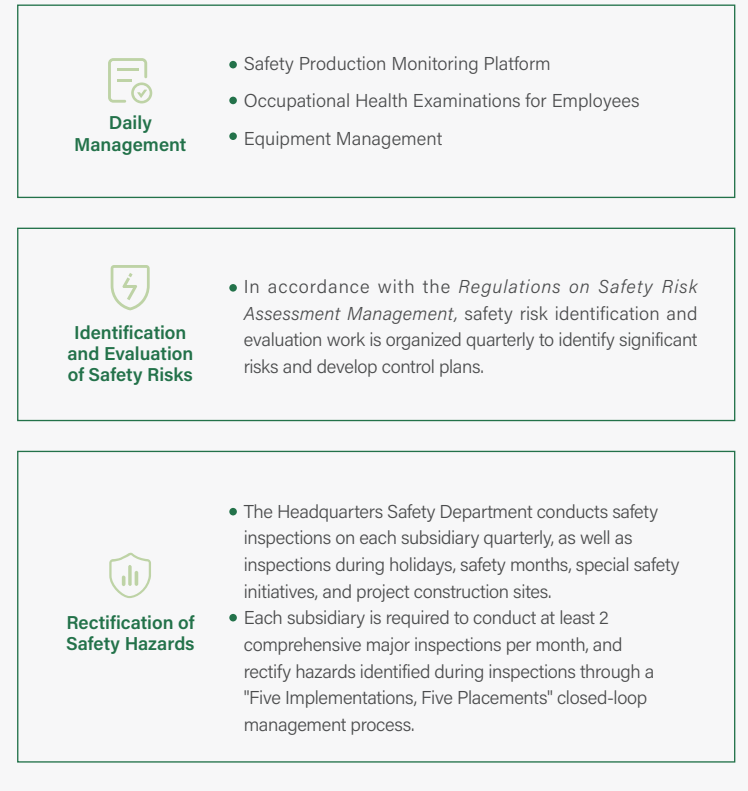 Daily
Management
• Safety Production Monitoring Platform
• Occupational Health Examinations for Employees
• Equipment Management
Identification
and Evaluation
of Safety Risks
• In accordance with the Regulations on Safety Risk
Assessment Management, safety risk identification and
evaluation work is organized quarterly to identify significant
risks and develop control plans.
Rectification of
Safety Hazards
• The Headquarters Safety Department conducts safety
inspections on each subsidiary quarterly, as well as
inspections during holidays, safety months, special safety
initiatives, and project construction sites.
• Each subsidiary is required to conduct at least 2
comprehensive major inspections per month, and
rectify hazards identified during inspections through a
"Five Implementations, Five Placements" closed-loop
management process.